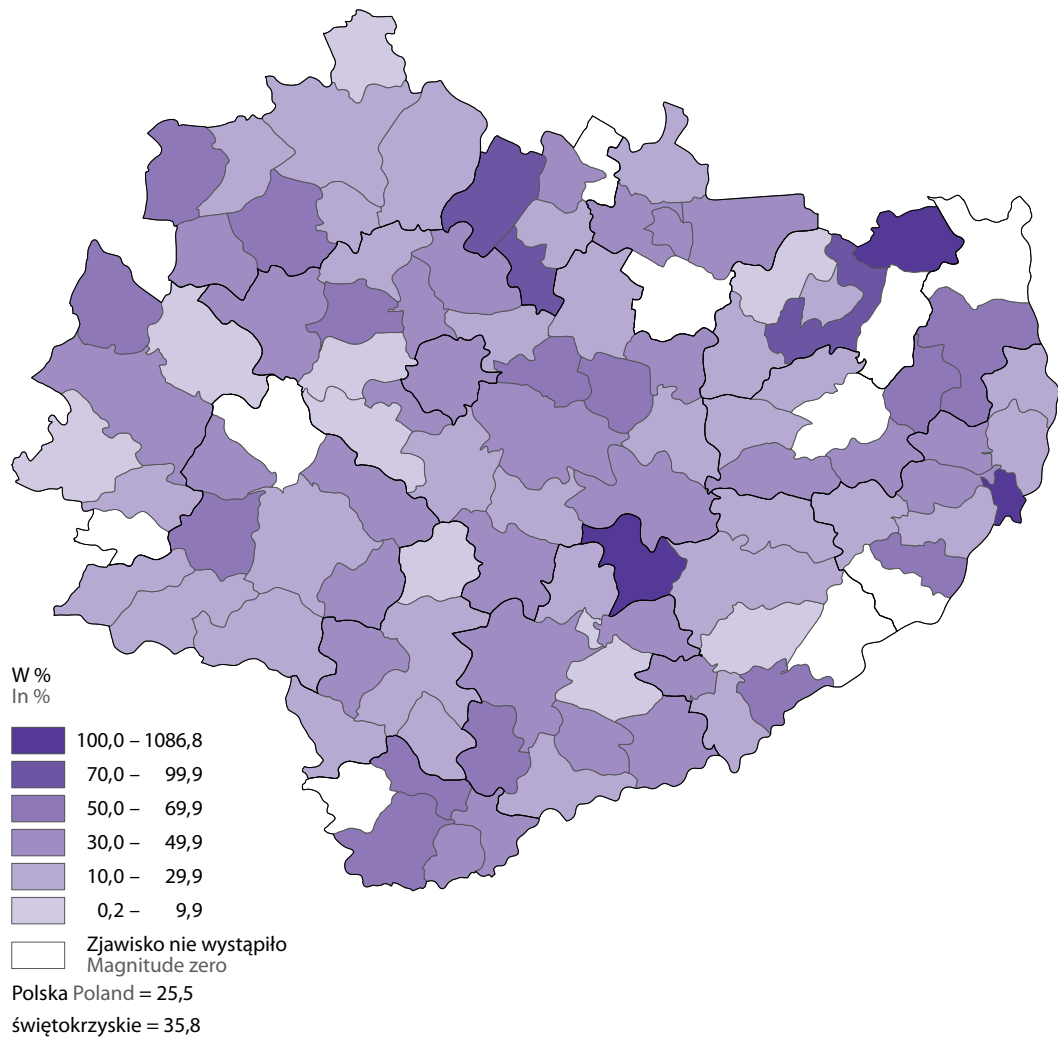 W %
In %
100,0 – 1086,8
70,0 – 99,9
50,0 – 69,9
30,0 – 49,9
10,0 – 29,9
0,2 – 9,9
Zjawisko nie wystąpiło
Magnitude zero
Polska Poland = 25,5
świętokrzyskie = 35,8